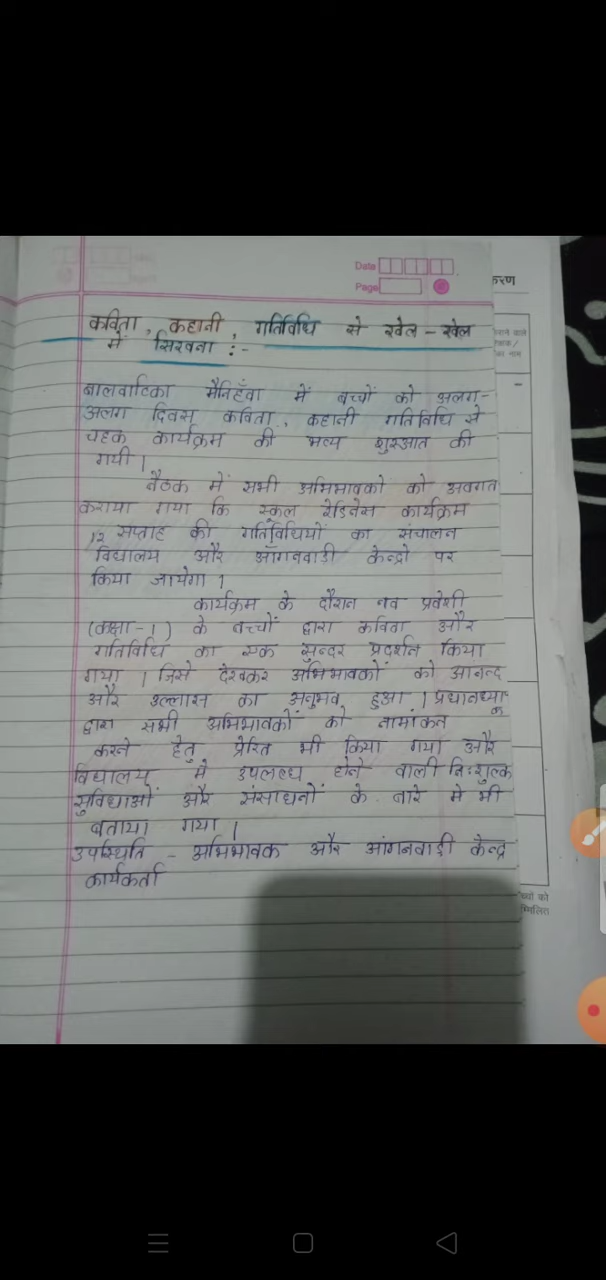 Date
Page
करण
कविता, कहानी, गतिविधि से खेल-खेल
में सिखना :-
बालवाटिका मैनिहँवा में बच्चों को अलग-
अलग दिवस कविता, कहानी गतिविधि से
चहक कार्यक्रम की भव्य शुरुआत की
गयी।
बैठक में सभी अभिभावको को अवगत
कराया गया कि स्कूल रेडिनेस कार्यक्रम
12 सप्ताह की गतिविधियों का संचालन
विद्यालय और आँगनवाडी केन्द्रो पर
किया जायेगा।
कार्यक्रम के दौरान नव प्रवेशी
(कक्षा-1) के बच्चों द्वारा कविता और
गतिविधि का एक सुन्दर प्रदर्शन किया
गया। जिसे देखकर अभिभावकों को आनन्द
और उल्लास का अनुभव हुआ।
द्वारा सभी अभिभावकों को नामांकन
करने हेतु प्रेरित भी किया गया और
विद्यालय मे उपलब्ध होने वाली निःशुल्क
सुविधाओं और संसाधनों के बारे मे भी
बताया गया।
उपस्थिति - अभिभावक और आंगनवाडी केन्द्र
कार्यकर्ता